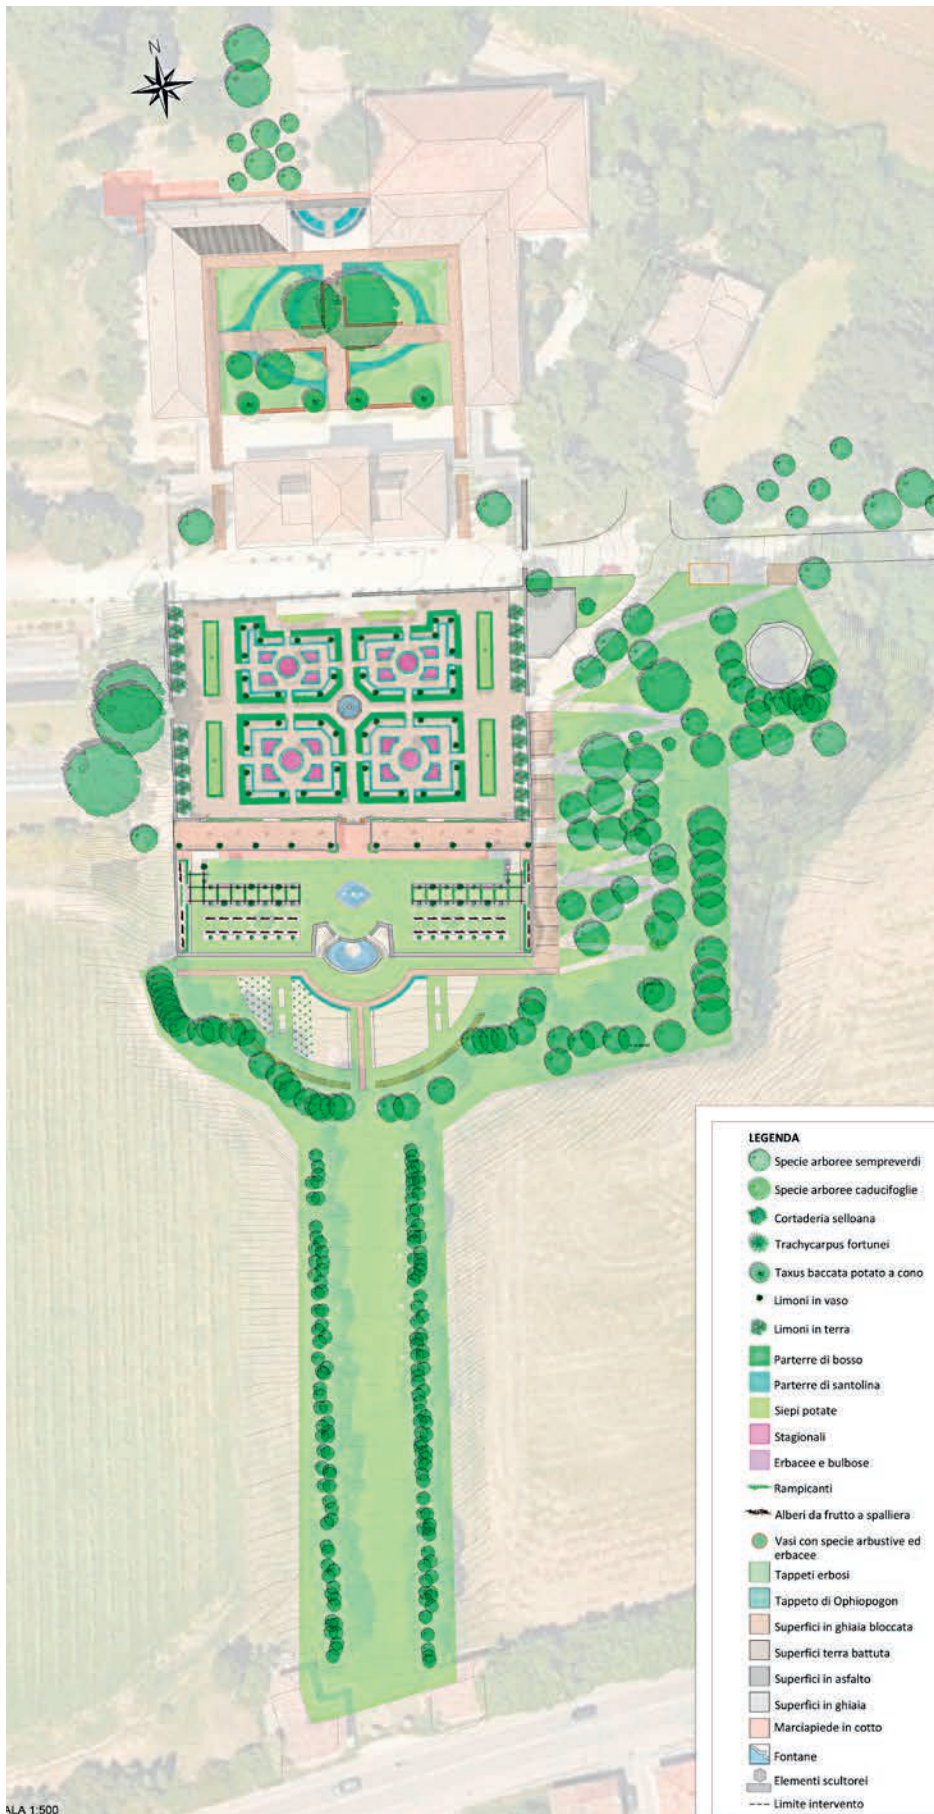 N
LEGENDA
Specie arboree sempreverdi
Specie arboree caducifoglie
Cortaderia selloana
Trachycarpus fortunei
Taxus baccata potato a cono
Limoni in vaso
Limoni in terra
Parterre di bosso
Parterre di santolina
Siepi potate
Stagionali
Erbacee e bulbose
Rampicanti
Alberi da frutto a spalliera
Vasi con specie arbustive ed
erbacee
Tappeti erbosi
Tappeto di Ophiopogon
Superfici in ghiaia bloccata
Superfici terra battuta
Superfici in asfalto
Superfici in ghiaia
Marciapiede in cotto
Fontane
Elementi scultorei
Limite intervento
ALA 1:500